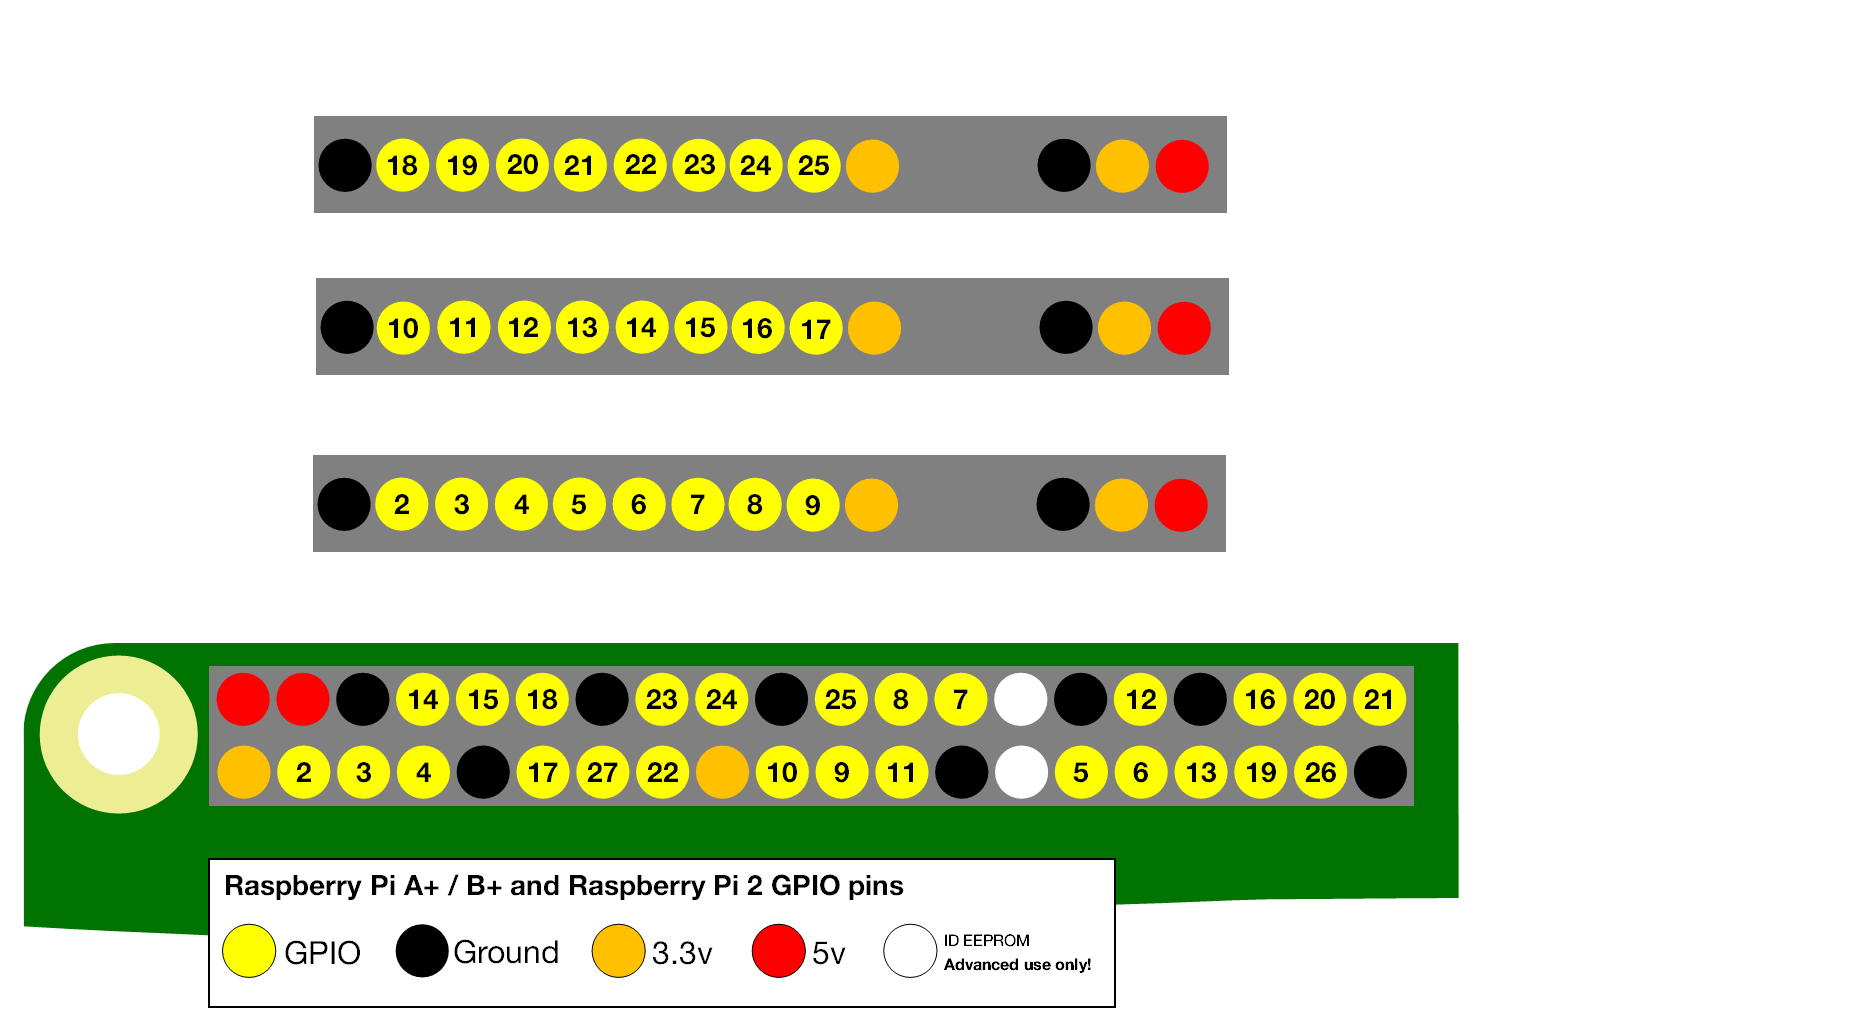 18 19 20 21 22 23 24 25
10 11 12 13 14 15 16 17
2 3 4 5 6 7 8 9
14 15 18 23 24 25 8 7 12 16 20 21
2 3 4 17 27 22 10 9 11 5 6 13 19 26
Raspberry Pi A+ / B+ and Raspberry Pi 2 GPIO pins
GPIO Ground 3.3v 5v ID EEPROM
Advanced use only!